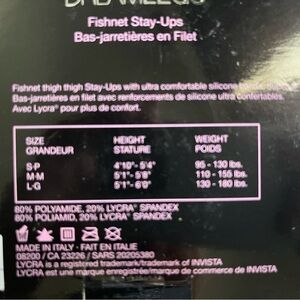 Fishnet Stay-Ups
Bas-jarretières en Filet
Fishnet thigh thigh Stay-Ups with ultra comfortable silicone
Bas-jarretières en filet avec renforcements de silicone ultra confortables.
Avec Lycra® pour plus de confort.
SIZE HEIGHT WEIGHT
GRANDEUR STATURE POIDS
S-P 4'10"- 5'4" 95 - 130 lbs.
M-M 5'1"- 5'8" 110 - 155 lbs.
L-G 5'1"- 6'0" 130 - 180 lbs.
80% POLYAMIDE, 20% LYCRA® SPANDEX
80% POLIAMID, 20% LYCRA® SPANDEX
MADE IN ITALY - FAIT EN ITALIE
08200 / CA 23226 / SARS 20205380
LYCRA is a registered trademark/trademark of INVISTA
LYCRA est une marque enregistrée/marque de commerce de INVISTA